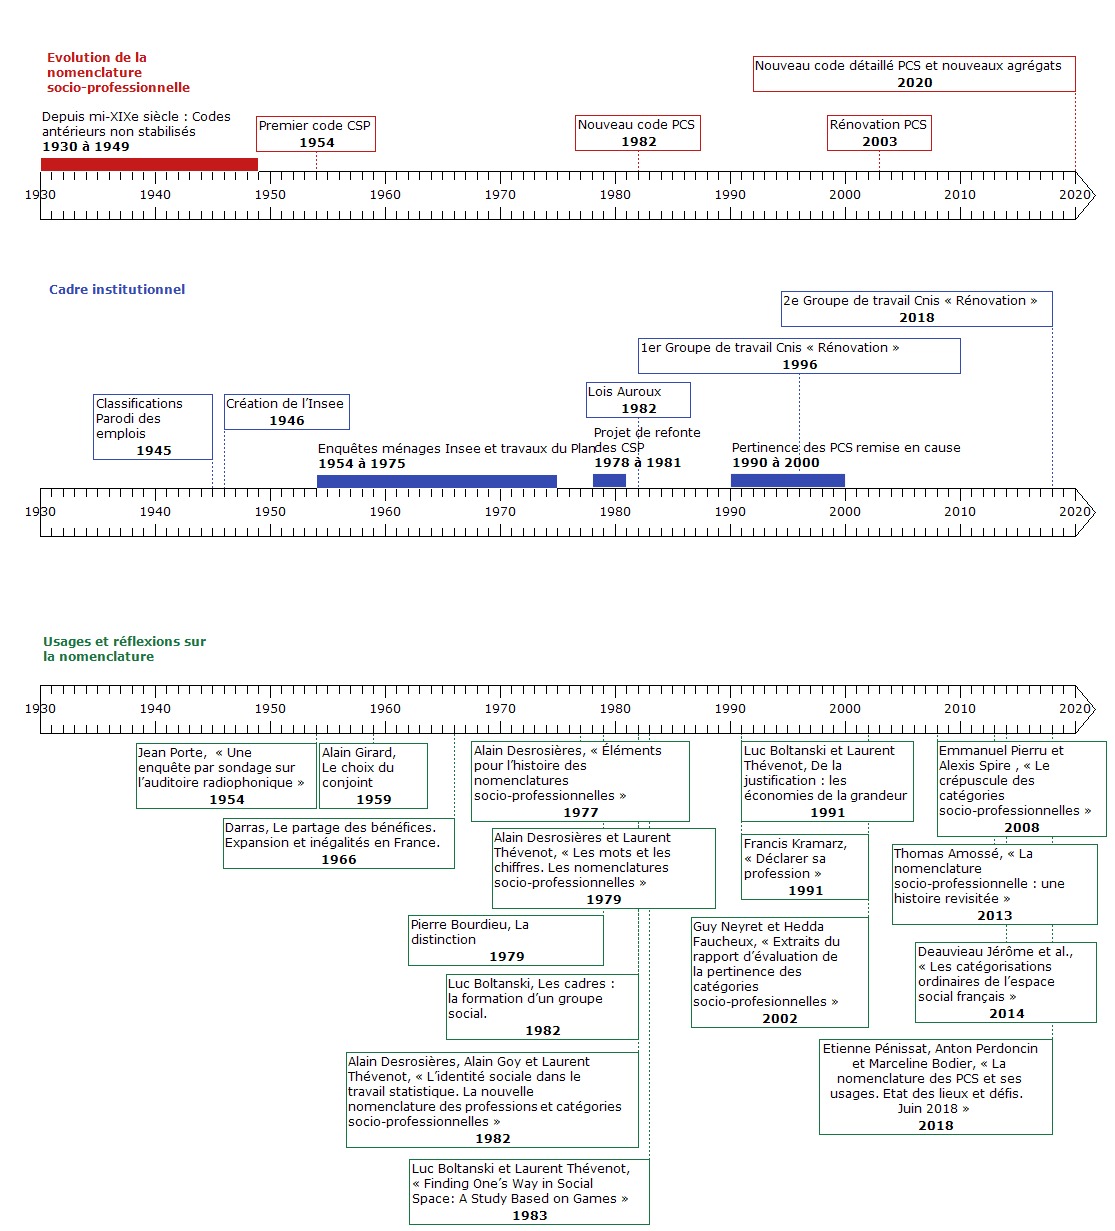 Evolution de la
nomenclature
socio-professionnelle
Depuis mi-XIXe siècle : Codes
antérieurs non stabilisés
1930 à 1949
Premier code CSP
1954
Nouveau code PCS
1982
Rénovation PCS
2003
Nouveau code détaillé PCS et nouveaux agrégats
2020
1930 1940 1950 1960 1970 1980 1990 2000 2010 2020
Cadre institutionnel
2e Groupe de travail Cnis « Rénovation »
2018
1er Groupe de travail Cnis « Rénovation »
1996
Lois Auroux
1982
Classifications
Parodi des
emplois
1945
Création de l’Insee
1946
Enquêtes ménages Insee et travaux du Plan
1954 à 1975
Projet de refonte
des CSP
1978 à 1981
Pertinence des PCS remise en cause
1990 à 2000
1930 1940 1950 1960 1970 1980 1990 2000 2010 2020
Usages et réflexions sur
la nomenclature
1930 1940 1950 1960 1970 1980 1990 2000 2010 2020
Jean Porte, « Une
enquête par sondage sur
l’auditoire radiophonique »
1954
Alain Girard,
Le choix du
conjoint
1959
Darras, Le partage des bénéfices.
Expansion et inégalités en France.
1966
Alain Desrosières, « Éléments
pour l’histoire des
nomenclatures
socio-professionnelles »
1977
Alain Desrosières et Laurent
Thévenot, « Les mots et les
chiffres. Les nomenclatures
socio-professionnelles »
1979
Pierre Bourdieu, La
distinction
1979
Luc Boltanski, Les cadres :
la formation d’un groupe
social.
1982
Alain Desrosières, Alain Goy et Laurent
Thévenot, « L’identité sociale dans le
travail statistique. La nouvelle
nomenclature des professions et catégories
socio-professionnelles »
1982
Luc Boltanski et Laurent Thévenot,
« Finding One’s Way in Social
Space: A Study Based on Games »
1983
Luc Boltanski et Laurent
Thévenot, De la
justification : les
économies de la grandeur
1991
Francis Kramarz,
« Déclarer sa
profession »
1991
Guy Neyret et Hedda
Faucheux, « Extraits du
rapport d’évaluation de
la pertinence des
catégories
socio-profesionnelles »
2002
Emmanuel Pierru et
Alexis Spire , « Le
crépuscule des
catégories
socio-professionnelles »
2008
Thomas Amossé, « La
nomenclature
socio-professionnelle : une
histoire revisitée »
2013
Deauvieau Jérôme et al.,
« Les catégorisations
ordinaires de l’espace
social français »
2014
Etienne Pénissat, Anton Perdoncin
et Marceline Bodier, « La
nomenclature des PCS et ses
usages. Etat des lieux et défis.
Juin 2018 »
2018